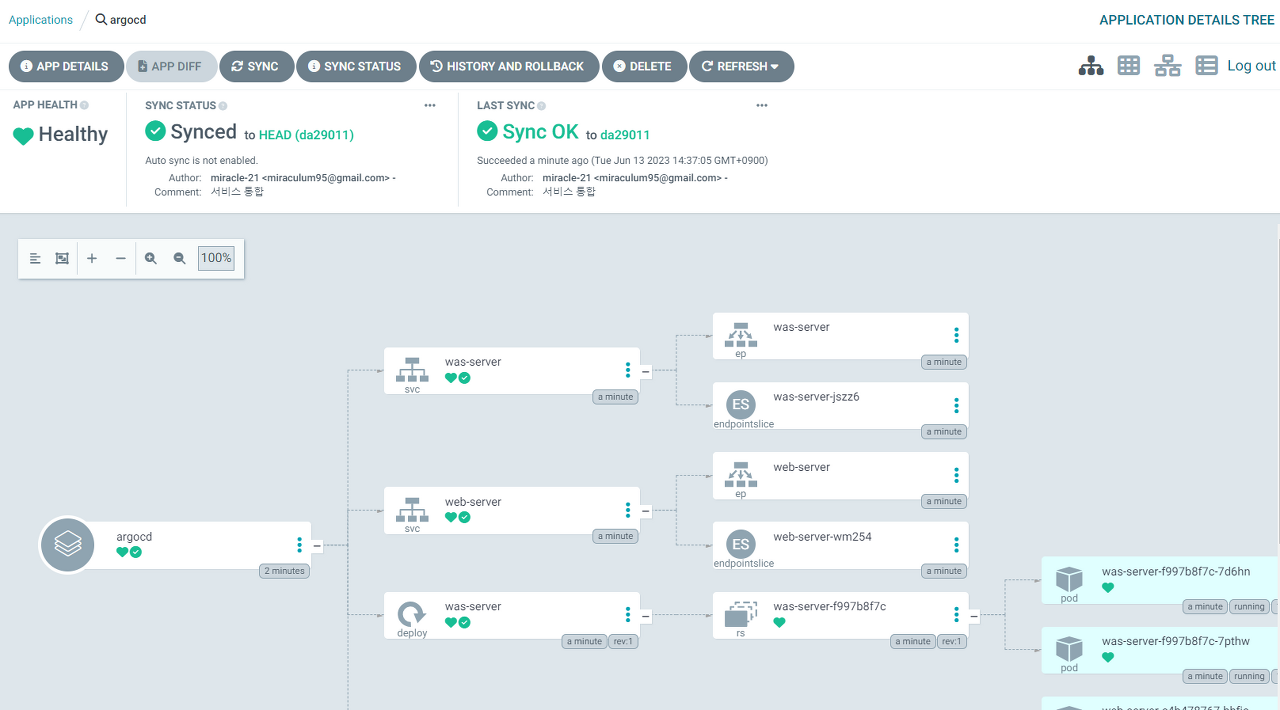 Applications
argocd
APPLICATION DETAILS TREE
APP DETAILS
APP DIFF
SYNC
SYNC STATUS
HISTORY AND ROLLBACK
DELETE
REFRESH
Log out
APP HEALTH
Healthy
SYNC STATUS
Synced to HEAD (da29011)
Auto sync is not enabled.
Author: miracle-21 <miraculum95@gmail.com> -
Comment: 서비스 통합
LAST SYNC
Sync OK to da29011
Succeeded a minute ago (Tue Jun 13 2023 14:37:05 GMT+0900)
Author: miracle-21 <miraculum95@gmail.com> -
Comment: 서비스 통합
100%
argocd
2 minutes
was-server
svc
a minute
web-server
svc
a minute
was-server
deploy
a minute
rev:1
was-server
ep
a minute
ES
was-server-jszz6
endpointslice
a minute
web-server
ep
a minute
ES
web-server-wm254
endpointslice
a minute
was-server-f997b8f7c
rs
a minute
rev:1
was-server-f997b8f7c-7d6hn
pod
a minute
running
was-server-f997b8f7c-7pthw
pod
a minute
running